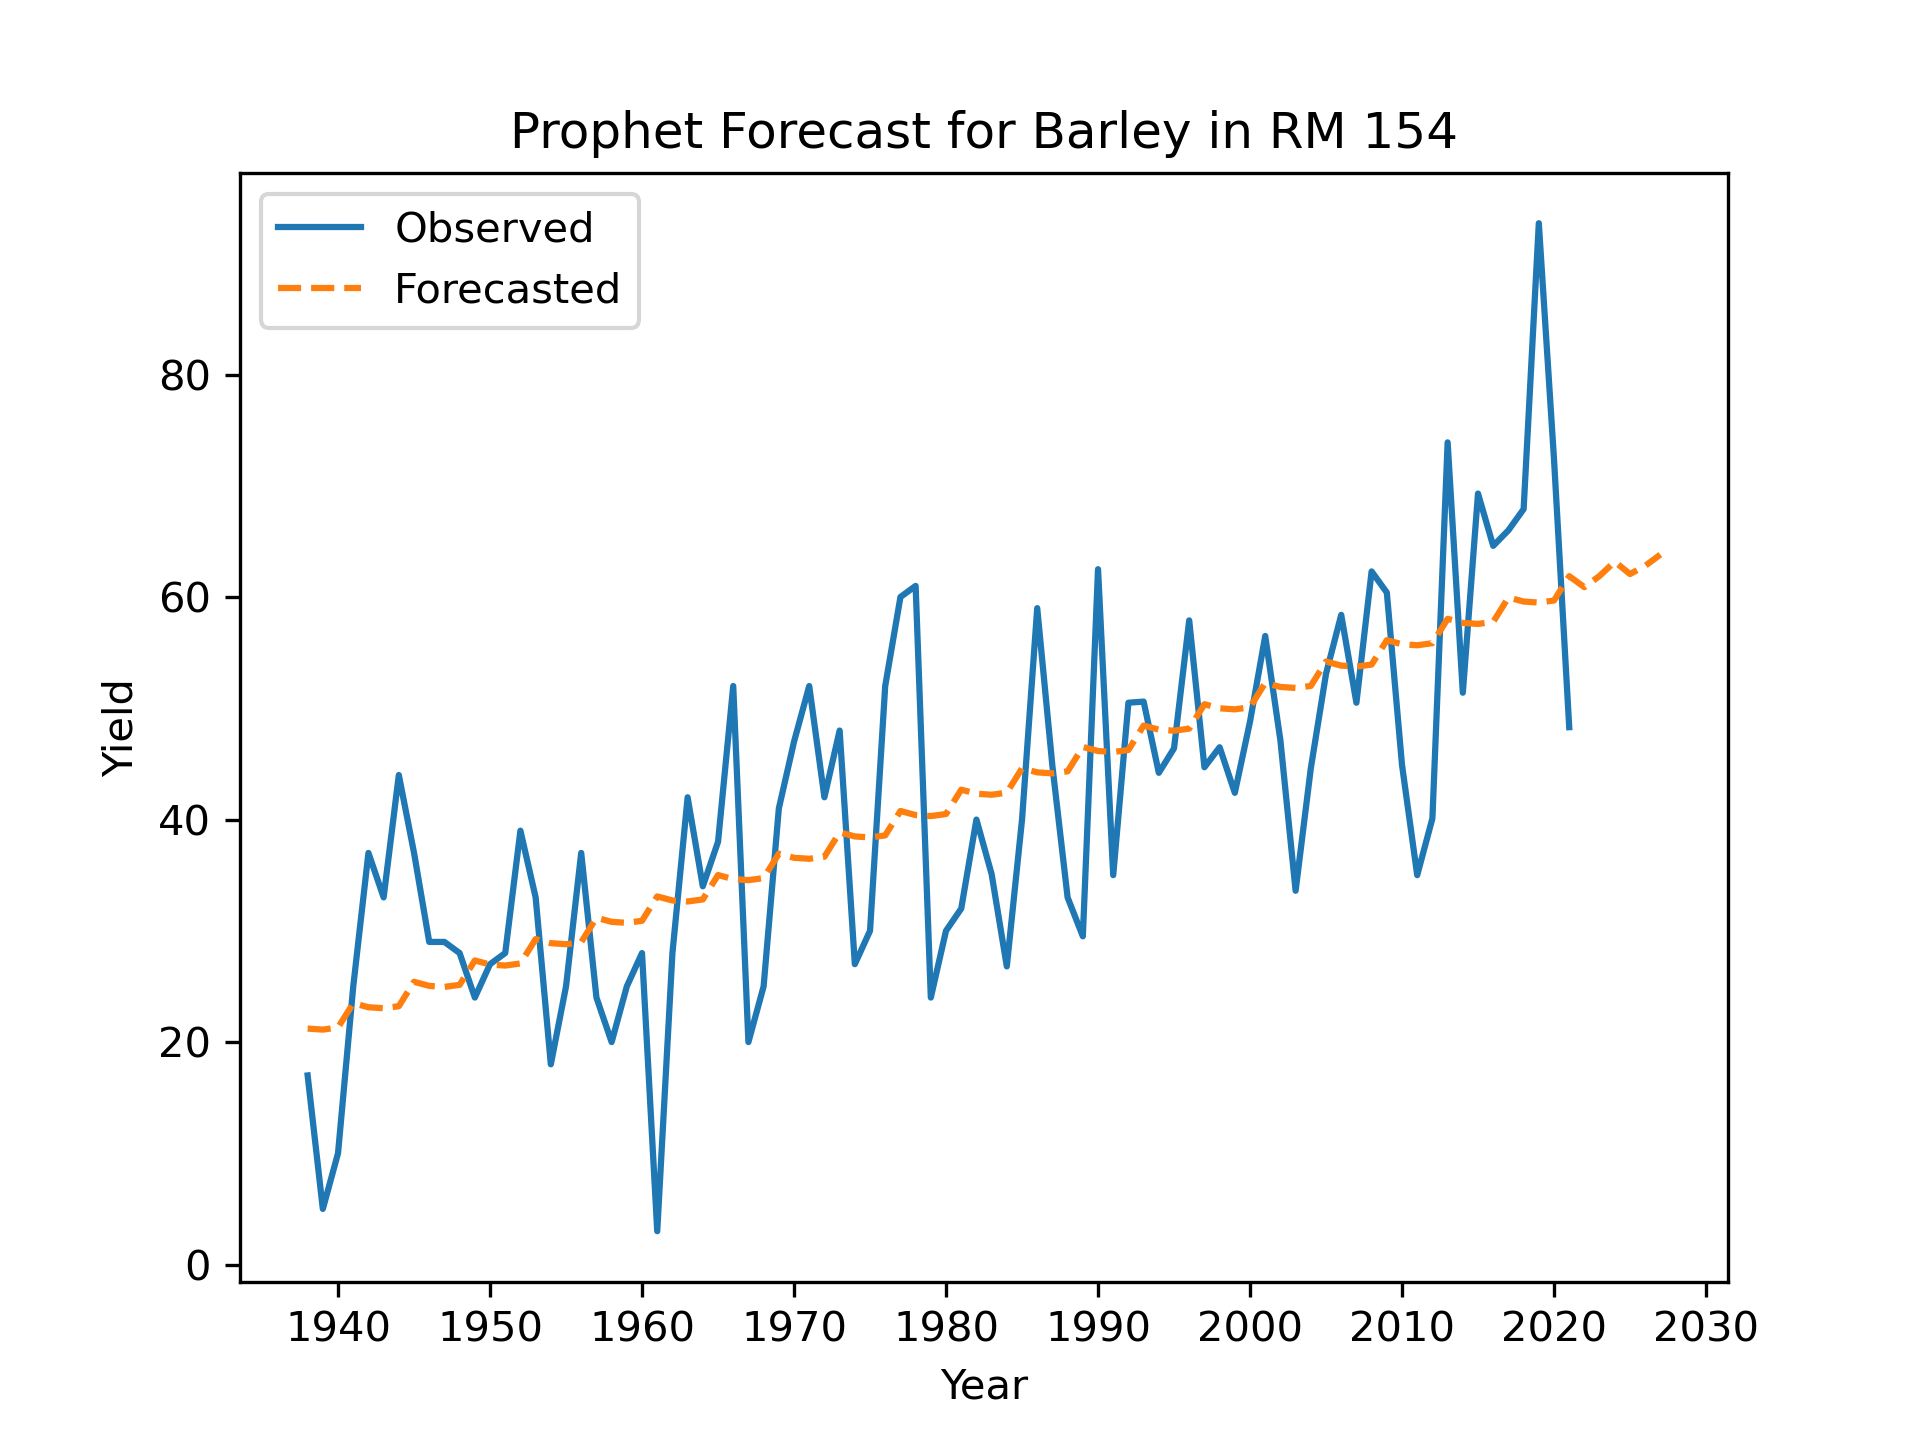 Prophet Forecast for Barley in RM 154
Observed
Forecasted
80
60
40
20
0
Yield
1940 1950 1960 1970 1980 1990 2000 2010 2020 2030
Year